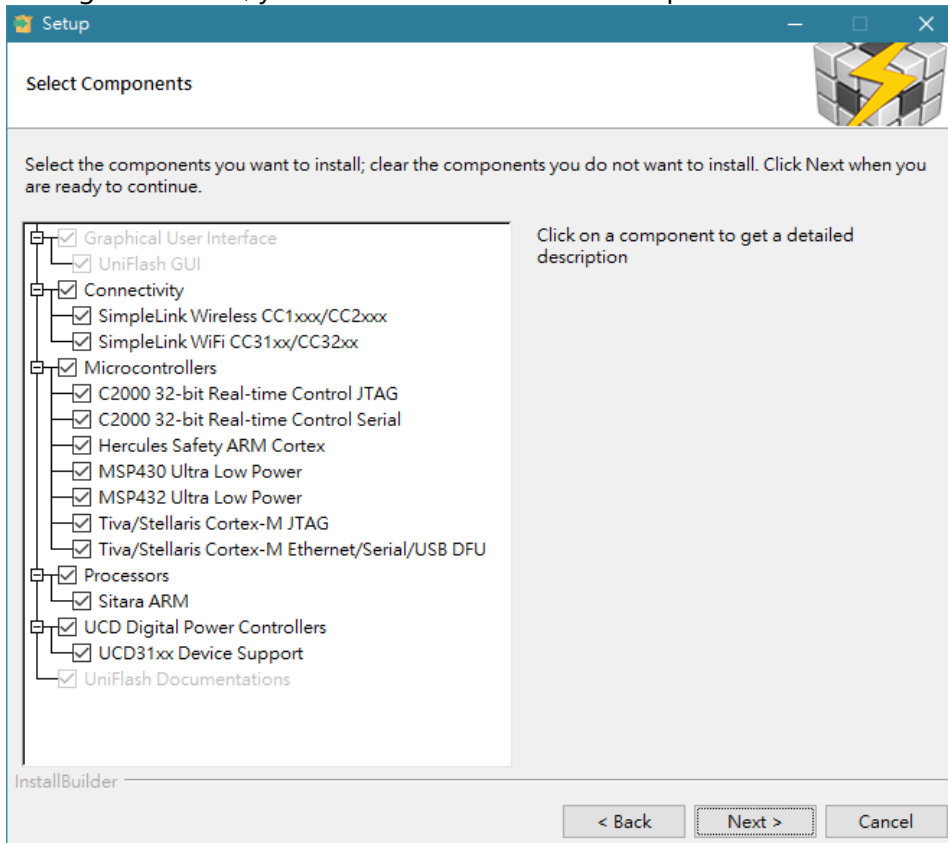 Setup
Select Components
Select the components you want to install; clear the components you do not want to install. Click Next when you
are ready to continue.
Graphical User Interface
UniFlash GUI
Connectivity
SimpleLink Wireless CC1xxx/CC2xxx
SimpleLink WiFi CC31xx/CC32xx
Microcontrollers
C2000 32-bit Real-time Control JTAG
C2000 32-bit Real-time Control Serial
Hercules Safety ARM Cortex
MSP430 Ultra Low Power
MSP432 Ultra Low Power
Tiva/Stellaris Cortex-M JTAG
Tiva/Stellaris Cortex-M Ethernet/Serial/USB DFU
Processors
Sitara ARM
UCD Digital Power Controllers
UCD31xx Device Support
UniFlash Documentations
Click on a component to get a detailed
description
InstallBuilder
< Back
Next >
Cancel